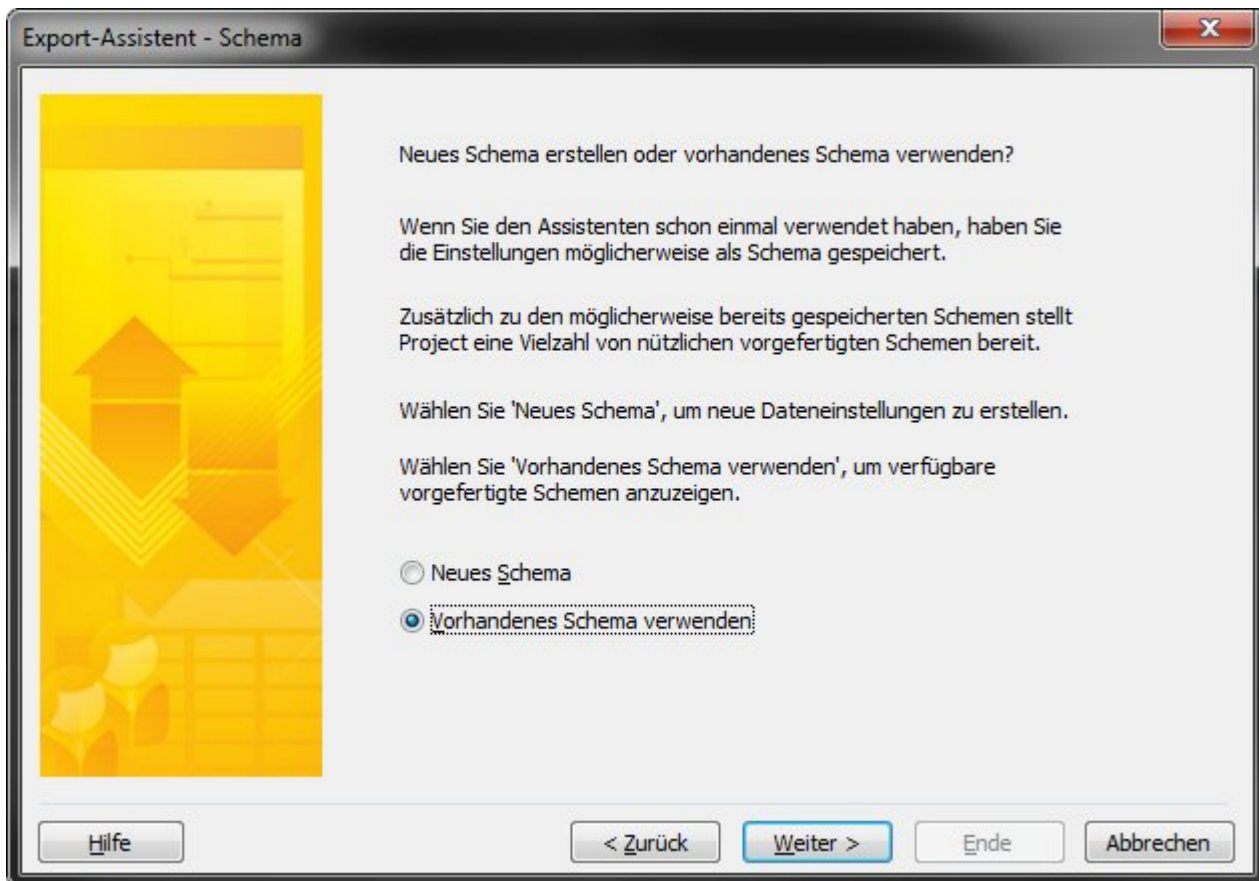 Export-Assistent - Schema
Neues Schema erstellen oder vorhandenes Schema verwenden?
Wenn Sie den Assistenten schon einmal verwendet haben, haben Sie
die Einstellungen möglicherweise als Schema gespeichert.
Zusätzlich zu den möglicherweise bereits gespeicherten Schemen stellt
Project eine Vielzahl von nützlichen vorgefertigten Schemen bereit.
Wählen Sie 'Neues Schema', um neue Dateneinstellungen zu erstellen.
Wählen Sie 'Vorhandenes Schema verwenden', um verfügbare
vorgefertigte Schemen anzuzeigen.
Neues Schema
Vorhandenes Schema verwenden
Hilfe
< Zurück
Weiter >
Ende
Abbrechen